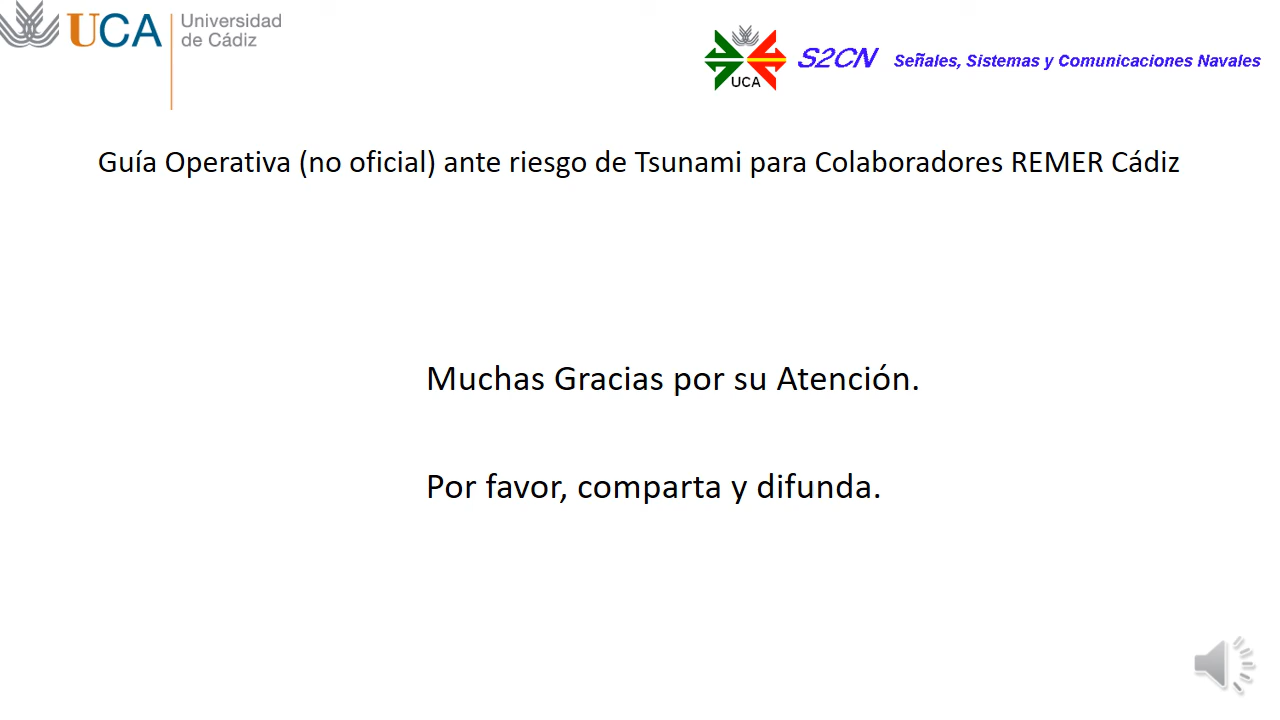 UCA Universidad
de Cádiz
UCA S2CN Señales, Sistemas y Comunicaciones Navales
Guía Operativa (no oficial) ante riesgo de Tsunami para Colaboradores REMER Cádiz
Muchas Gracias por su Atención.
Por favor, comparta y difunda.